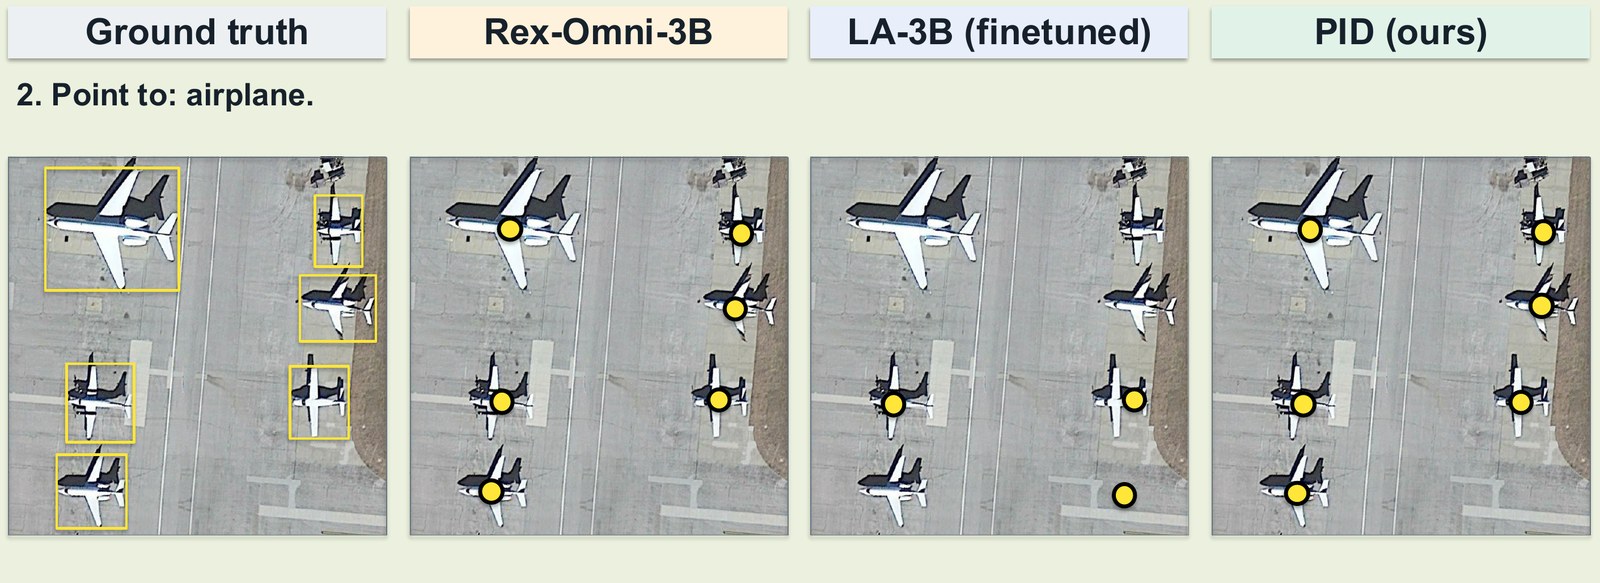 Ground truth
Rex-Omni-3B
LA-3B (finetuned)
PID (ours)
2. Point to: airplane.